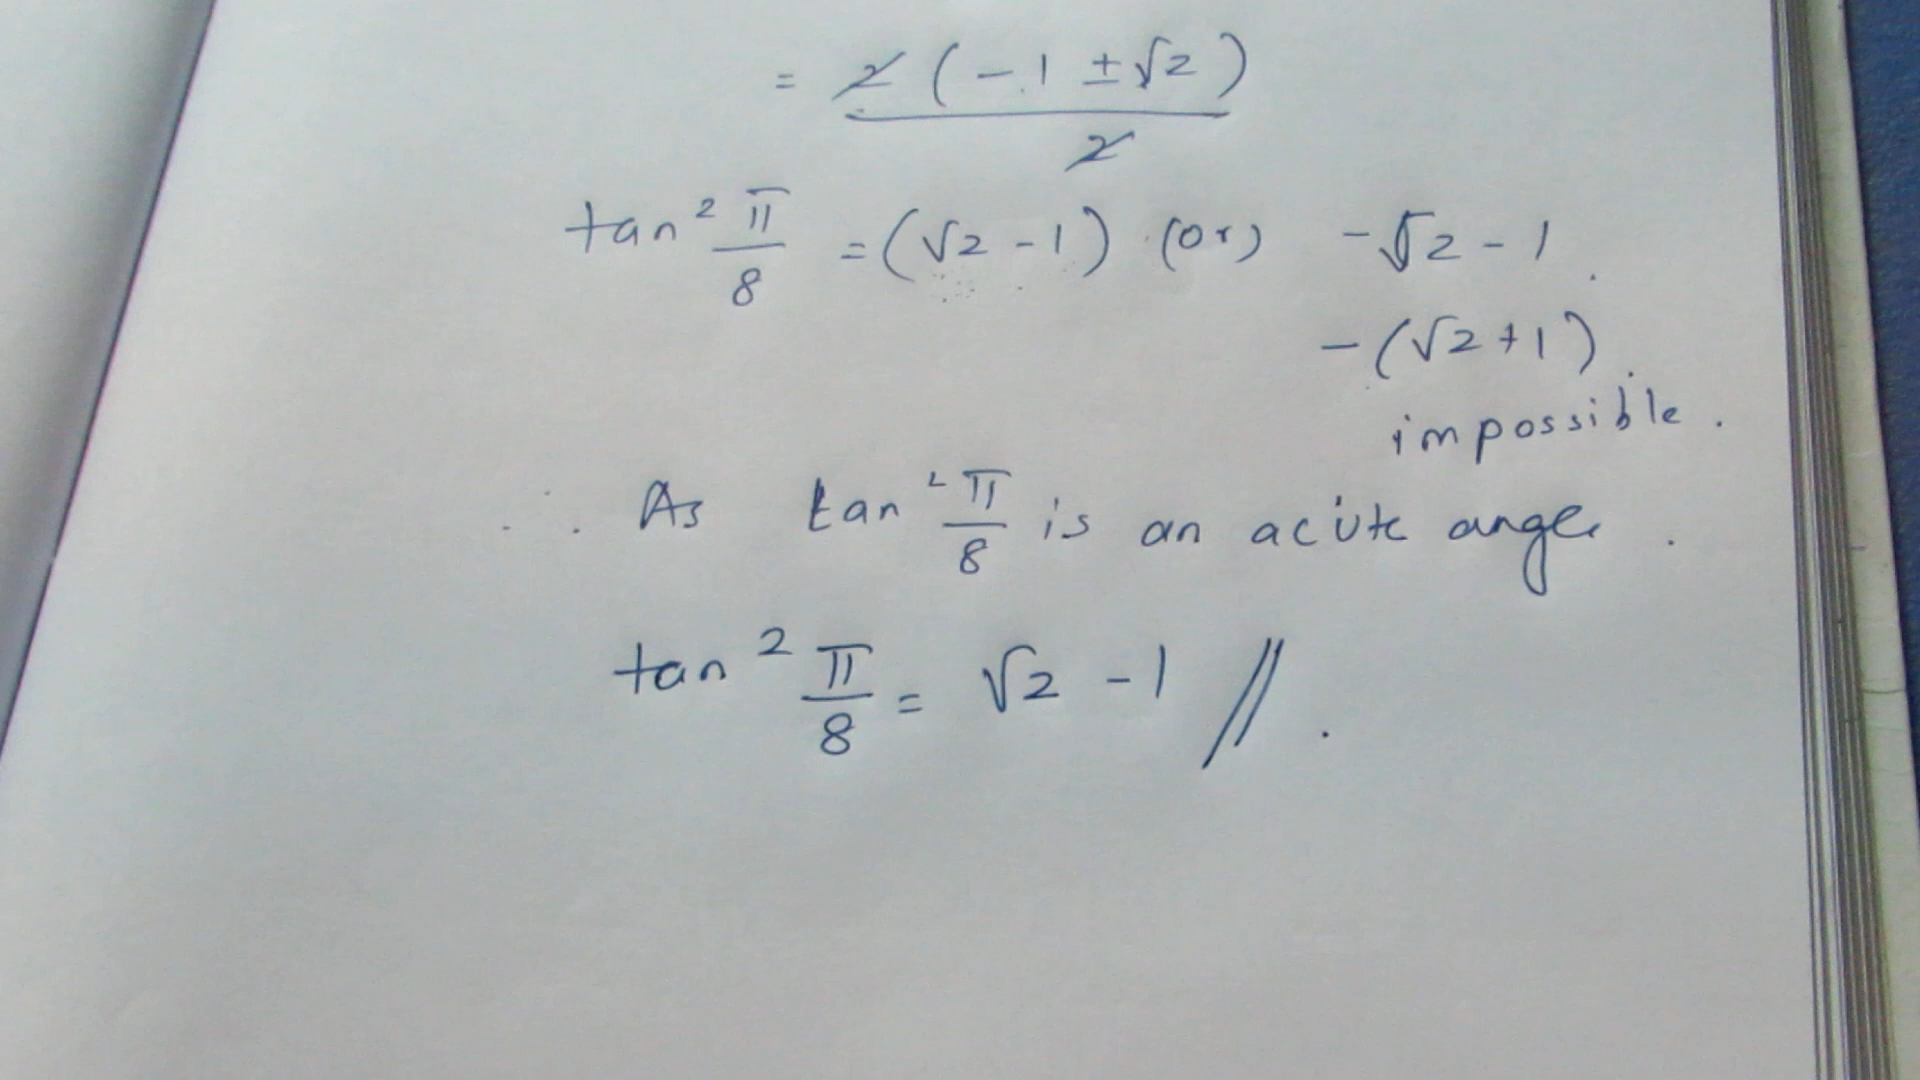 = 2(-1 ± √2) / 2
tan² π/8 = (√2 - 1) (or) -√2 - 1.
-(√2 + 1).
impossible.
∴ As tan² π/8 is an acute angle.
tan² π/8 = √2 - 1 //.